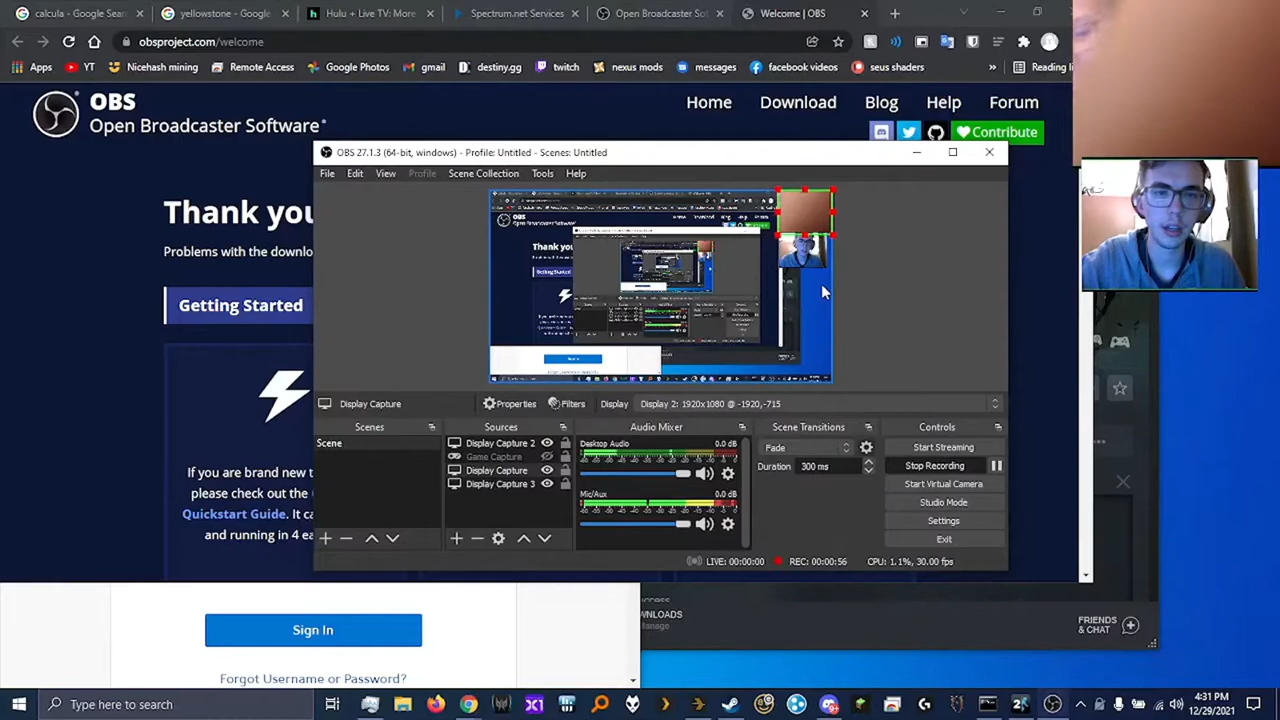 calcula - Google Sear
yellowstone - Google
Hulu + Live TV: More
Spectrum.net Services
Open Broadcaster Soft
Welcome | OBS
obsproject.com/welcome
Apps
YT
Nicehash mining
Remote Access
Google Photos
gmail
destiny.gg
twitch
nexus mods
messages
facebook videos
seus shaders
»
Reading li
OBS
Open Broadcaster Software
Home
Download
Blog
Help
Forum
Contribute
OBS 27.1.3 (64-bit, windows) - Profile: Untitled - Scenes: Untitled
File
Edit
View
Profile
Scene Collection
Tools
Help
Thank you
Problems with the downlo
Getting Started
If you are brand new t
please check out the
Quickstart Guide. It ca
and running in 4 ea
Display Capture
Properties
Filters
Display
Display 2: 1920x1080 @ -1920,-715
Scenes
Sources
Audio Mixer
Scene Transitions
Controls
Scene
Display Capture 2
Game Capture
Display Capture
Display Capture 3
Desktop Audio
0.0 dB
Mic/Aux
0.0 dB
Fade
Duration
300 ms
Start Streaming
Stop Recording
Start Virtual Camera
Studio Mode
Settings
Exit
LIVE: 00:00:00
REC: 00:00:56
CPU: 1.1%, 30.00 fps
Sign In
Forgot Username or Password?
WNLOADS
Manage
FRIENDS
& CHAT
Type here to search
4:31 PM
12/29/2021